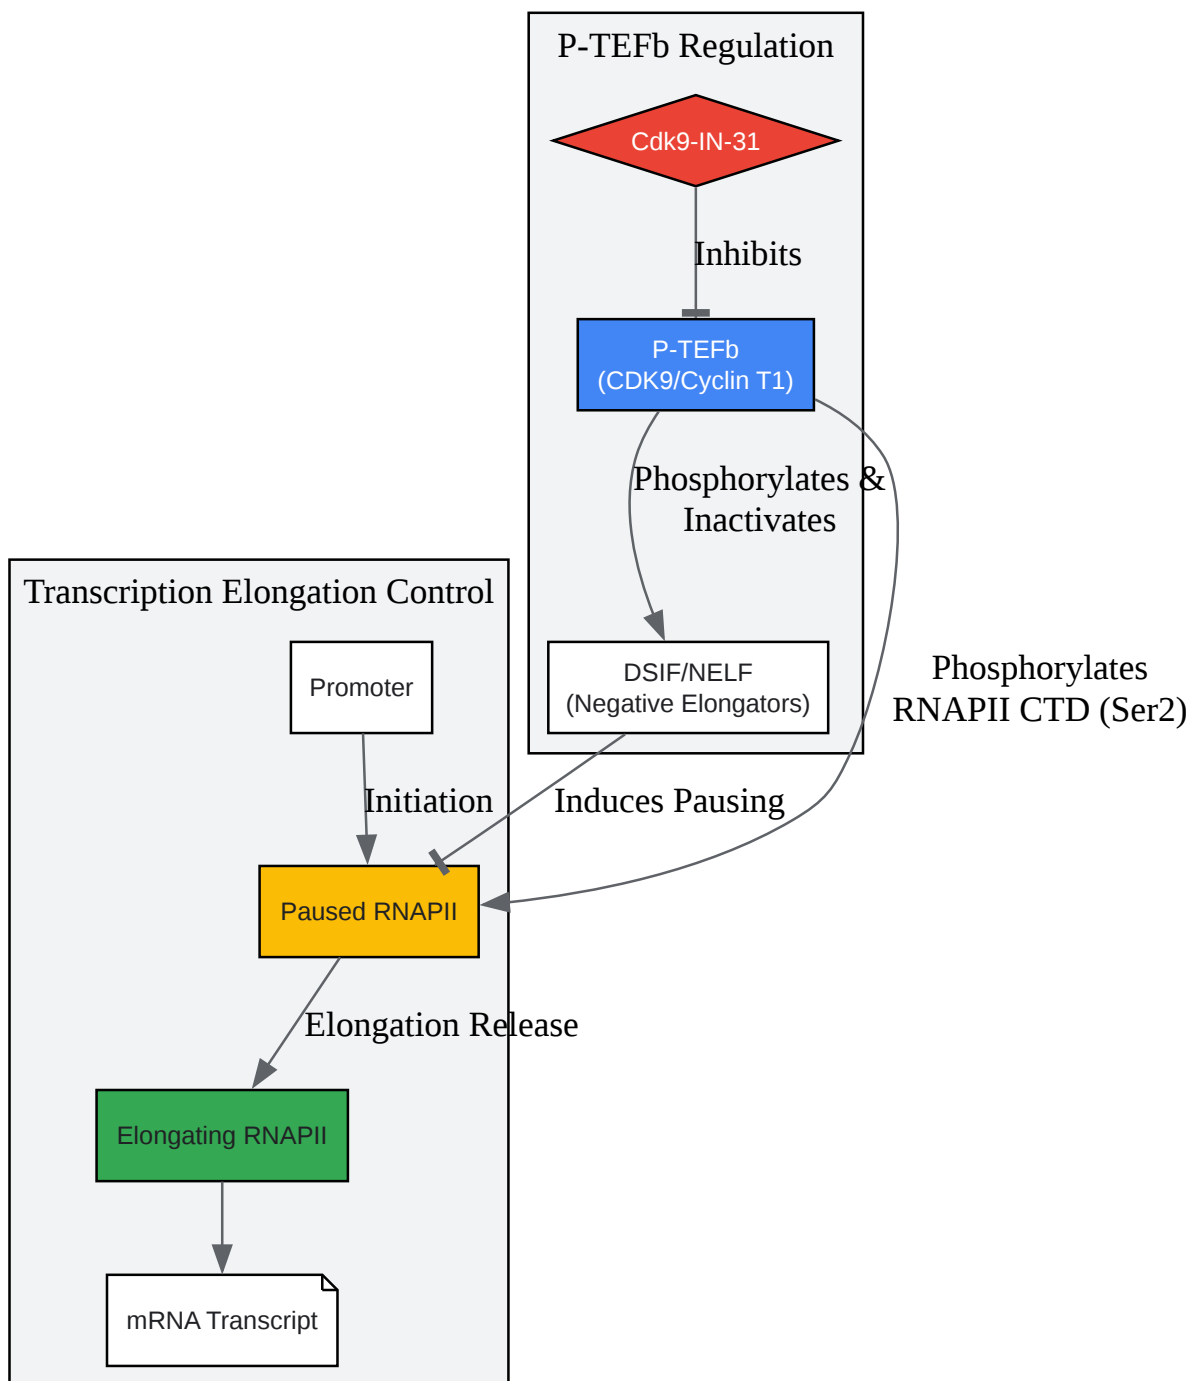 P-TEFb Regulation
Cdk9-IN-31
Inhibits
P-TEFb
(CDK9/Cyclin T1)
Phosphorylates &
Inactivates
Transcription Elongation Control
Promoter
DSIF/NELF
(Negative Elongators)
Phosphorylates
RNAPII CTD (Ser2)
Initiation
Induces Pausing
Paused RNAPII
Elongation Release
Elongating RNAPII
mRNA Transcript